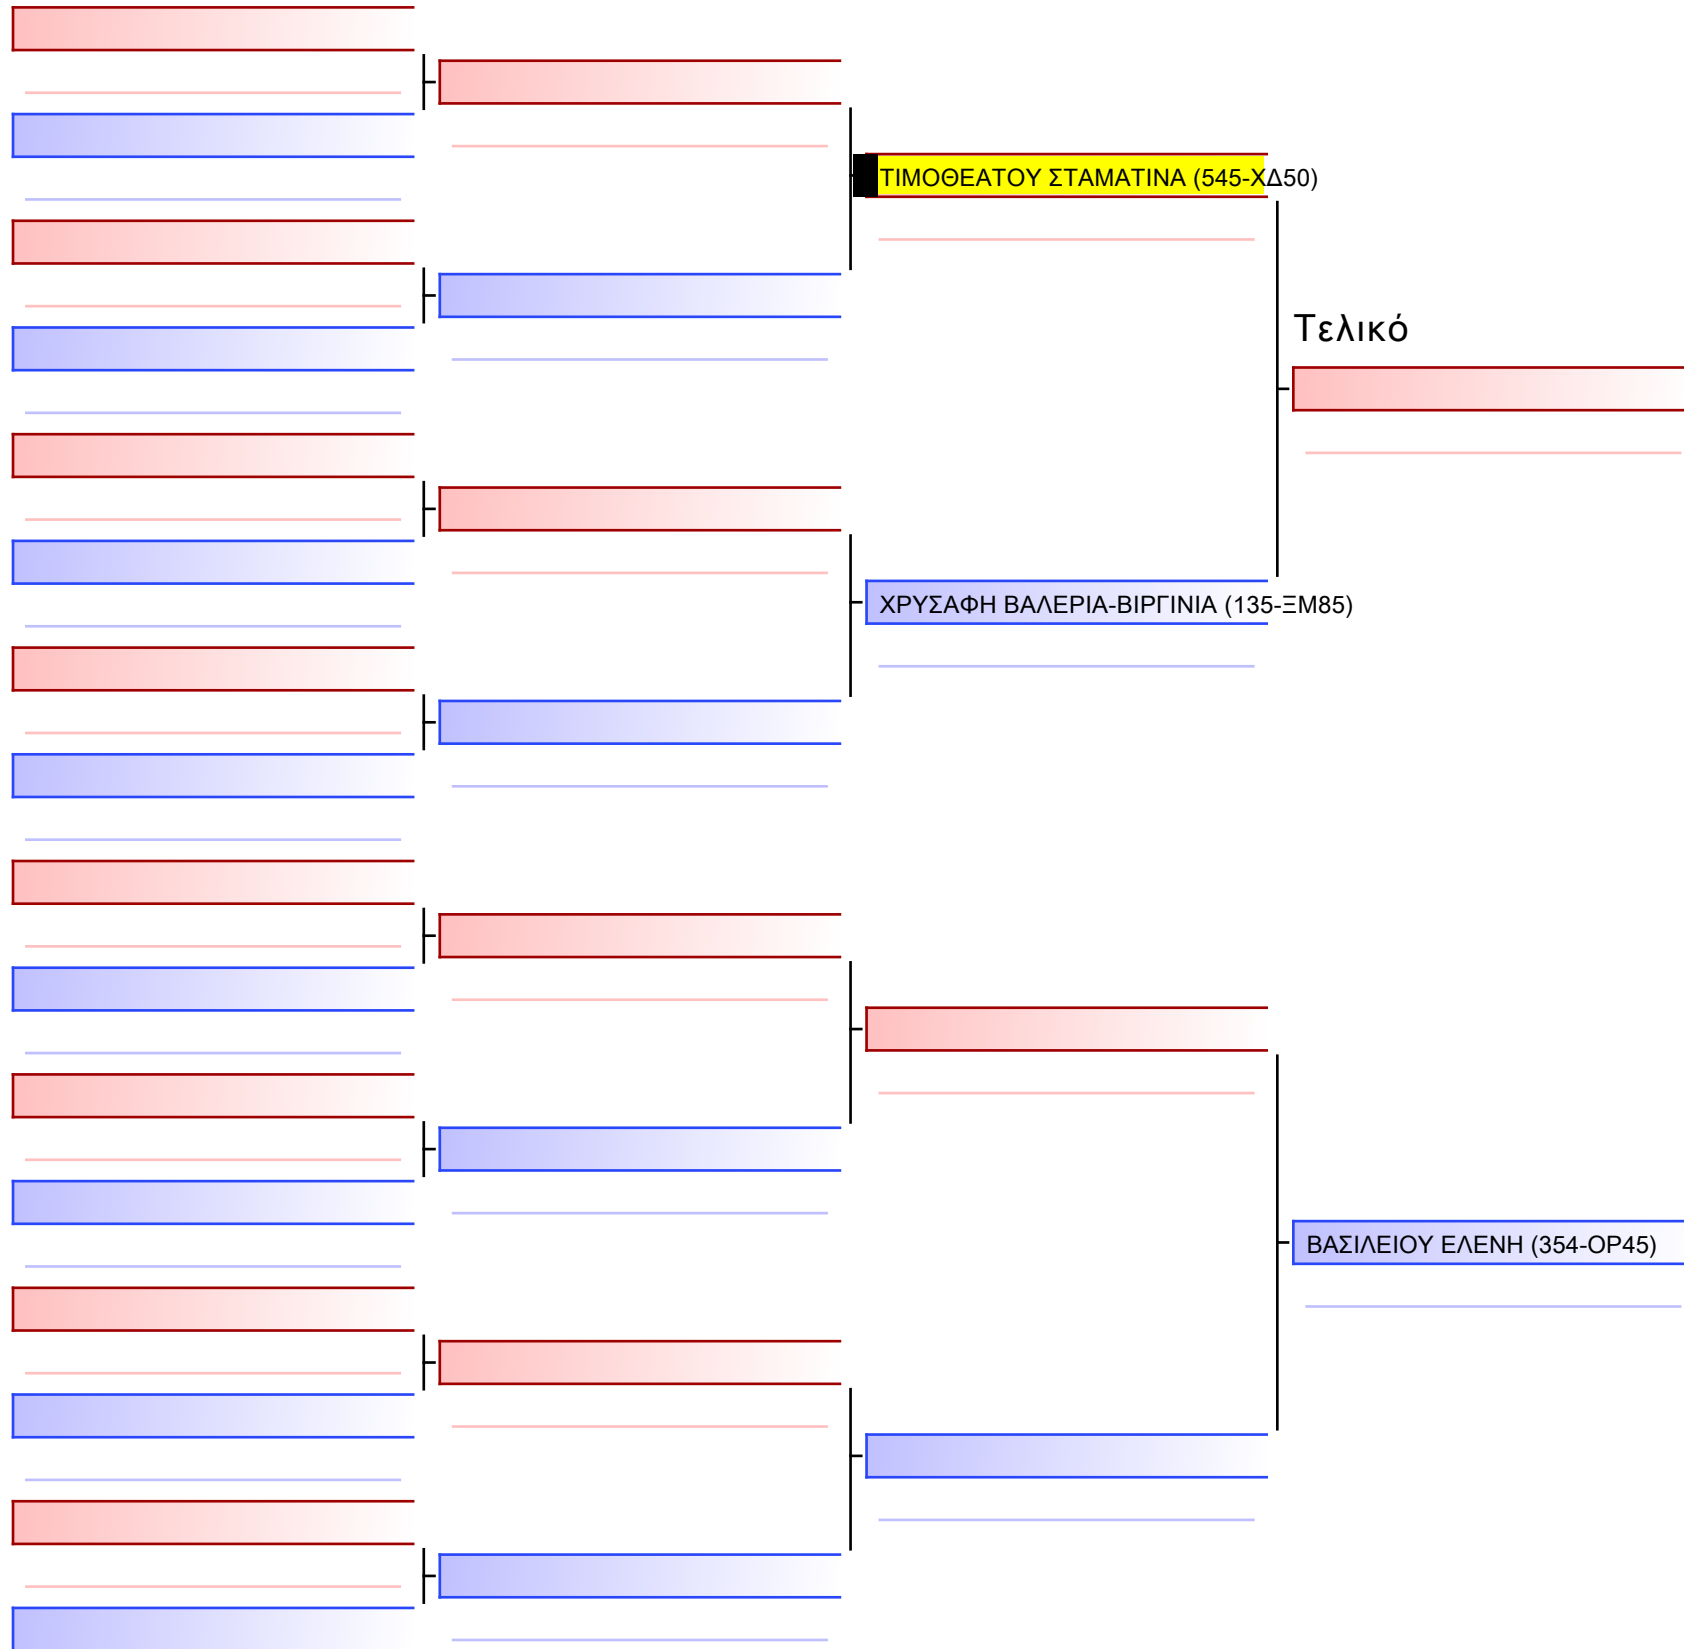 ΤΙΜΟΘΕΑΤΟΥ ΣΤΑΜΑΤΙΝΑ (545-ΧΔ50)
Τελικό
ΧΡΥΣΑΦΗ ΒΑΛΕΡΙΑ-ΒΙΡΓΙΝΙΑ (135-ΞΜ85)
ΒΑΣΙΛΕΙΟΥ ΕΛΕΝΗ (354-ΟΡ45)